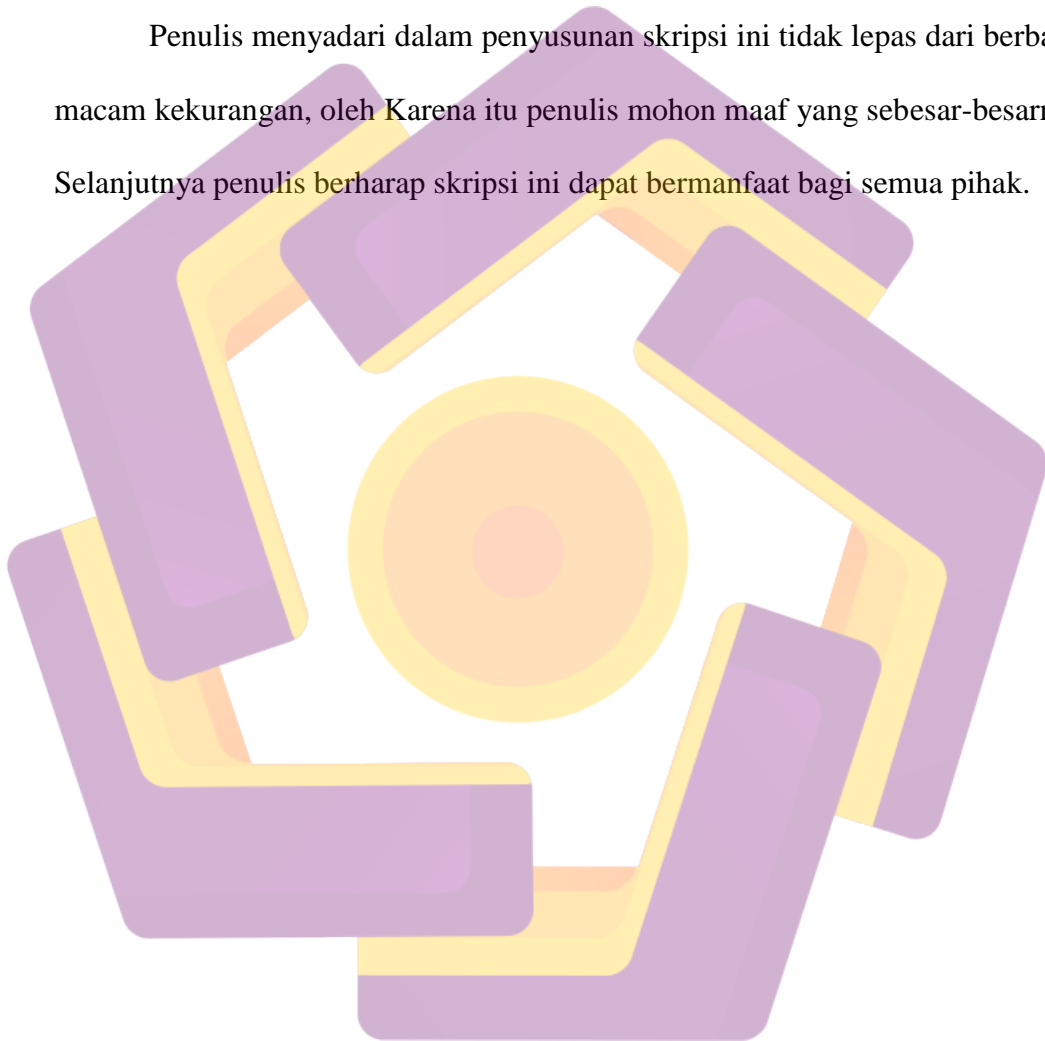 Penulis menyadari dalam penyusunan skripsi ini tidak lepas dari
macam kekurangan, oleh Karena itu penulis mohon maaf yang
Selanjutnya penulis berharap skripsi ini dapat bermanfaat bagi semua pihak.